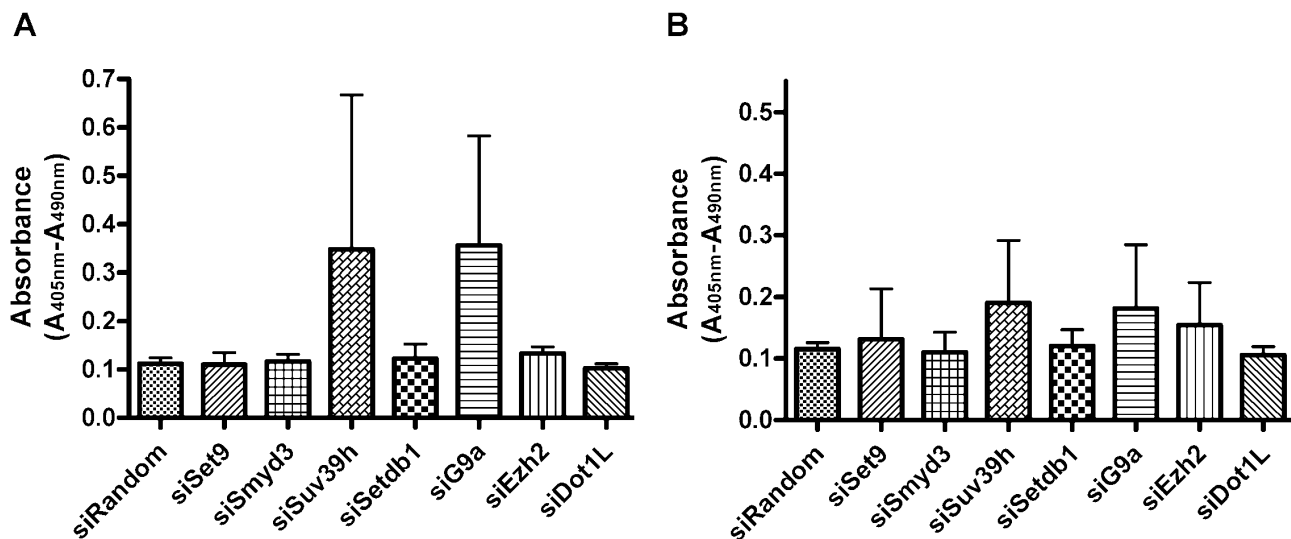 A
Absorbance
(A405nm-A490nm)
0.7
0.6
0.5
0.4
0.3
0.2
0.1
0.0
siRandom
siSet9
siSmyd3
siSuv39h
siSetdb1
siG9a
siEzh2
siDot1L
B
Absorbance
(A405nm-A490nm)
0.5
0.4
0.3
0.2
0.1
0.0
siRandom
siSet9
siSmyd3
siSuv39h
siSetdb1
siG9a
siEzh2
siDot1L